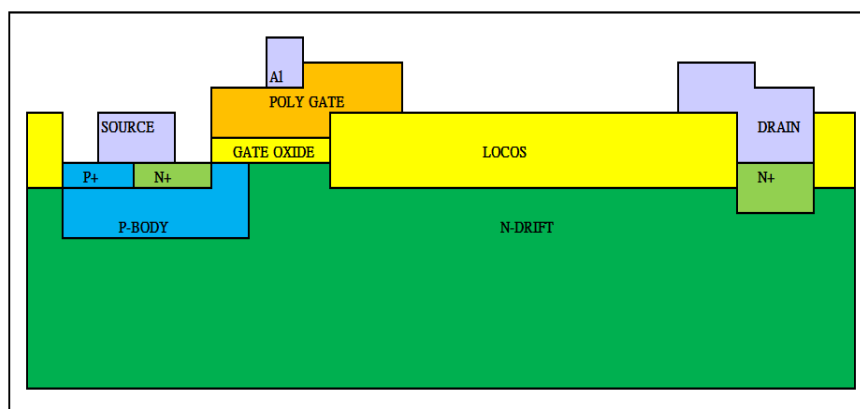 Al
POLY GATE
SOURCE
DRAIN
GATE OXIDE
LOCOS
P+
N+
N+
P-BODY
N-DRIFT